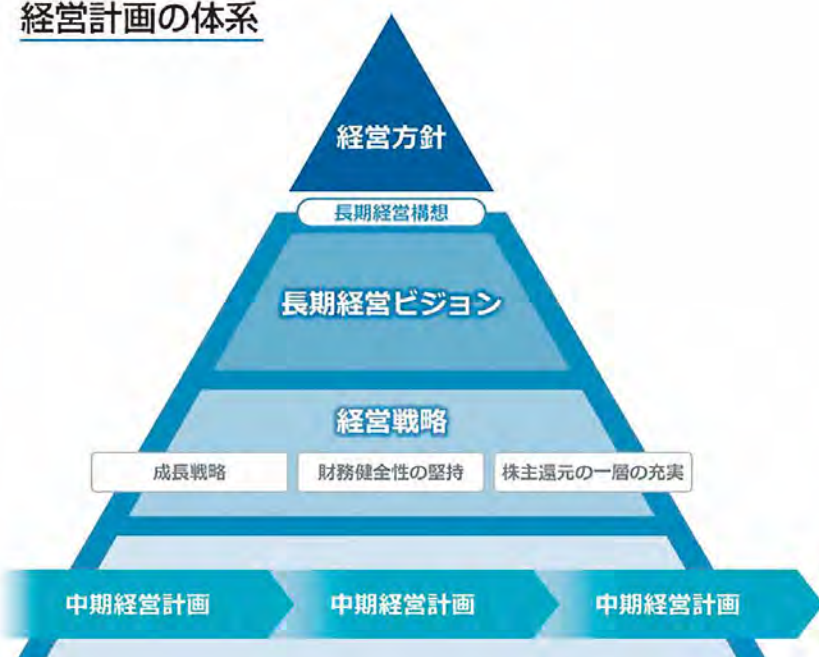 経営計画の体系
経営方針
長期経営構想
長期経営ビジョン
経営戦略
成長戦略
財務健全性の堅持
株主還元の一層の充実
中期経営計画
中期経営計画
中期経営計画